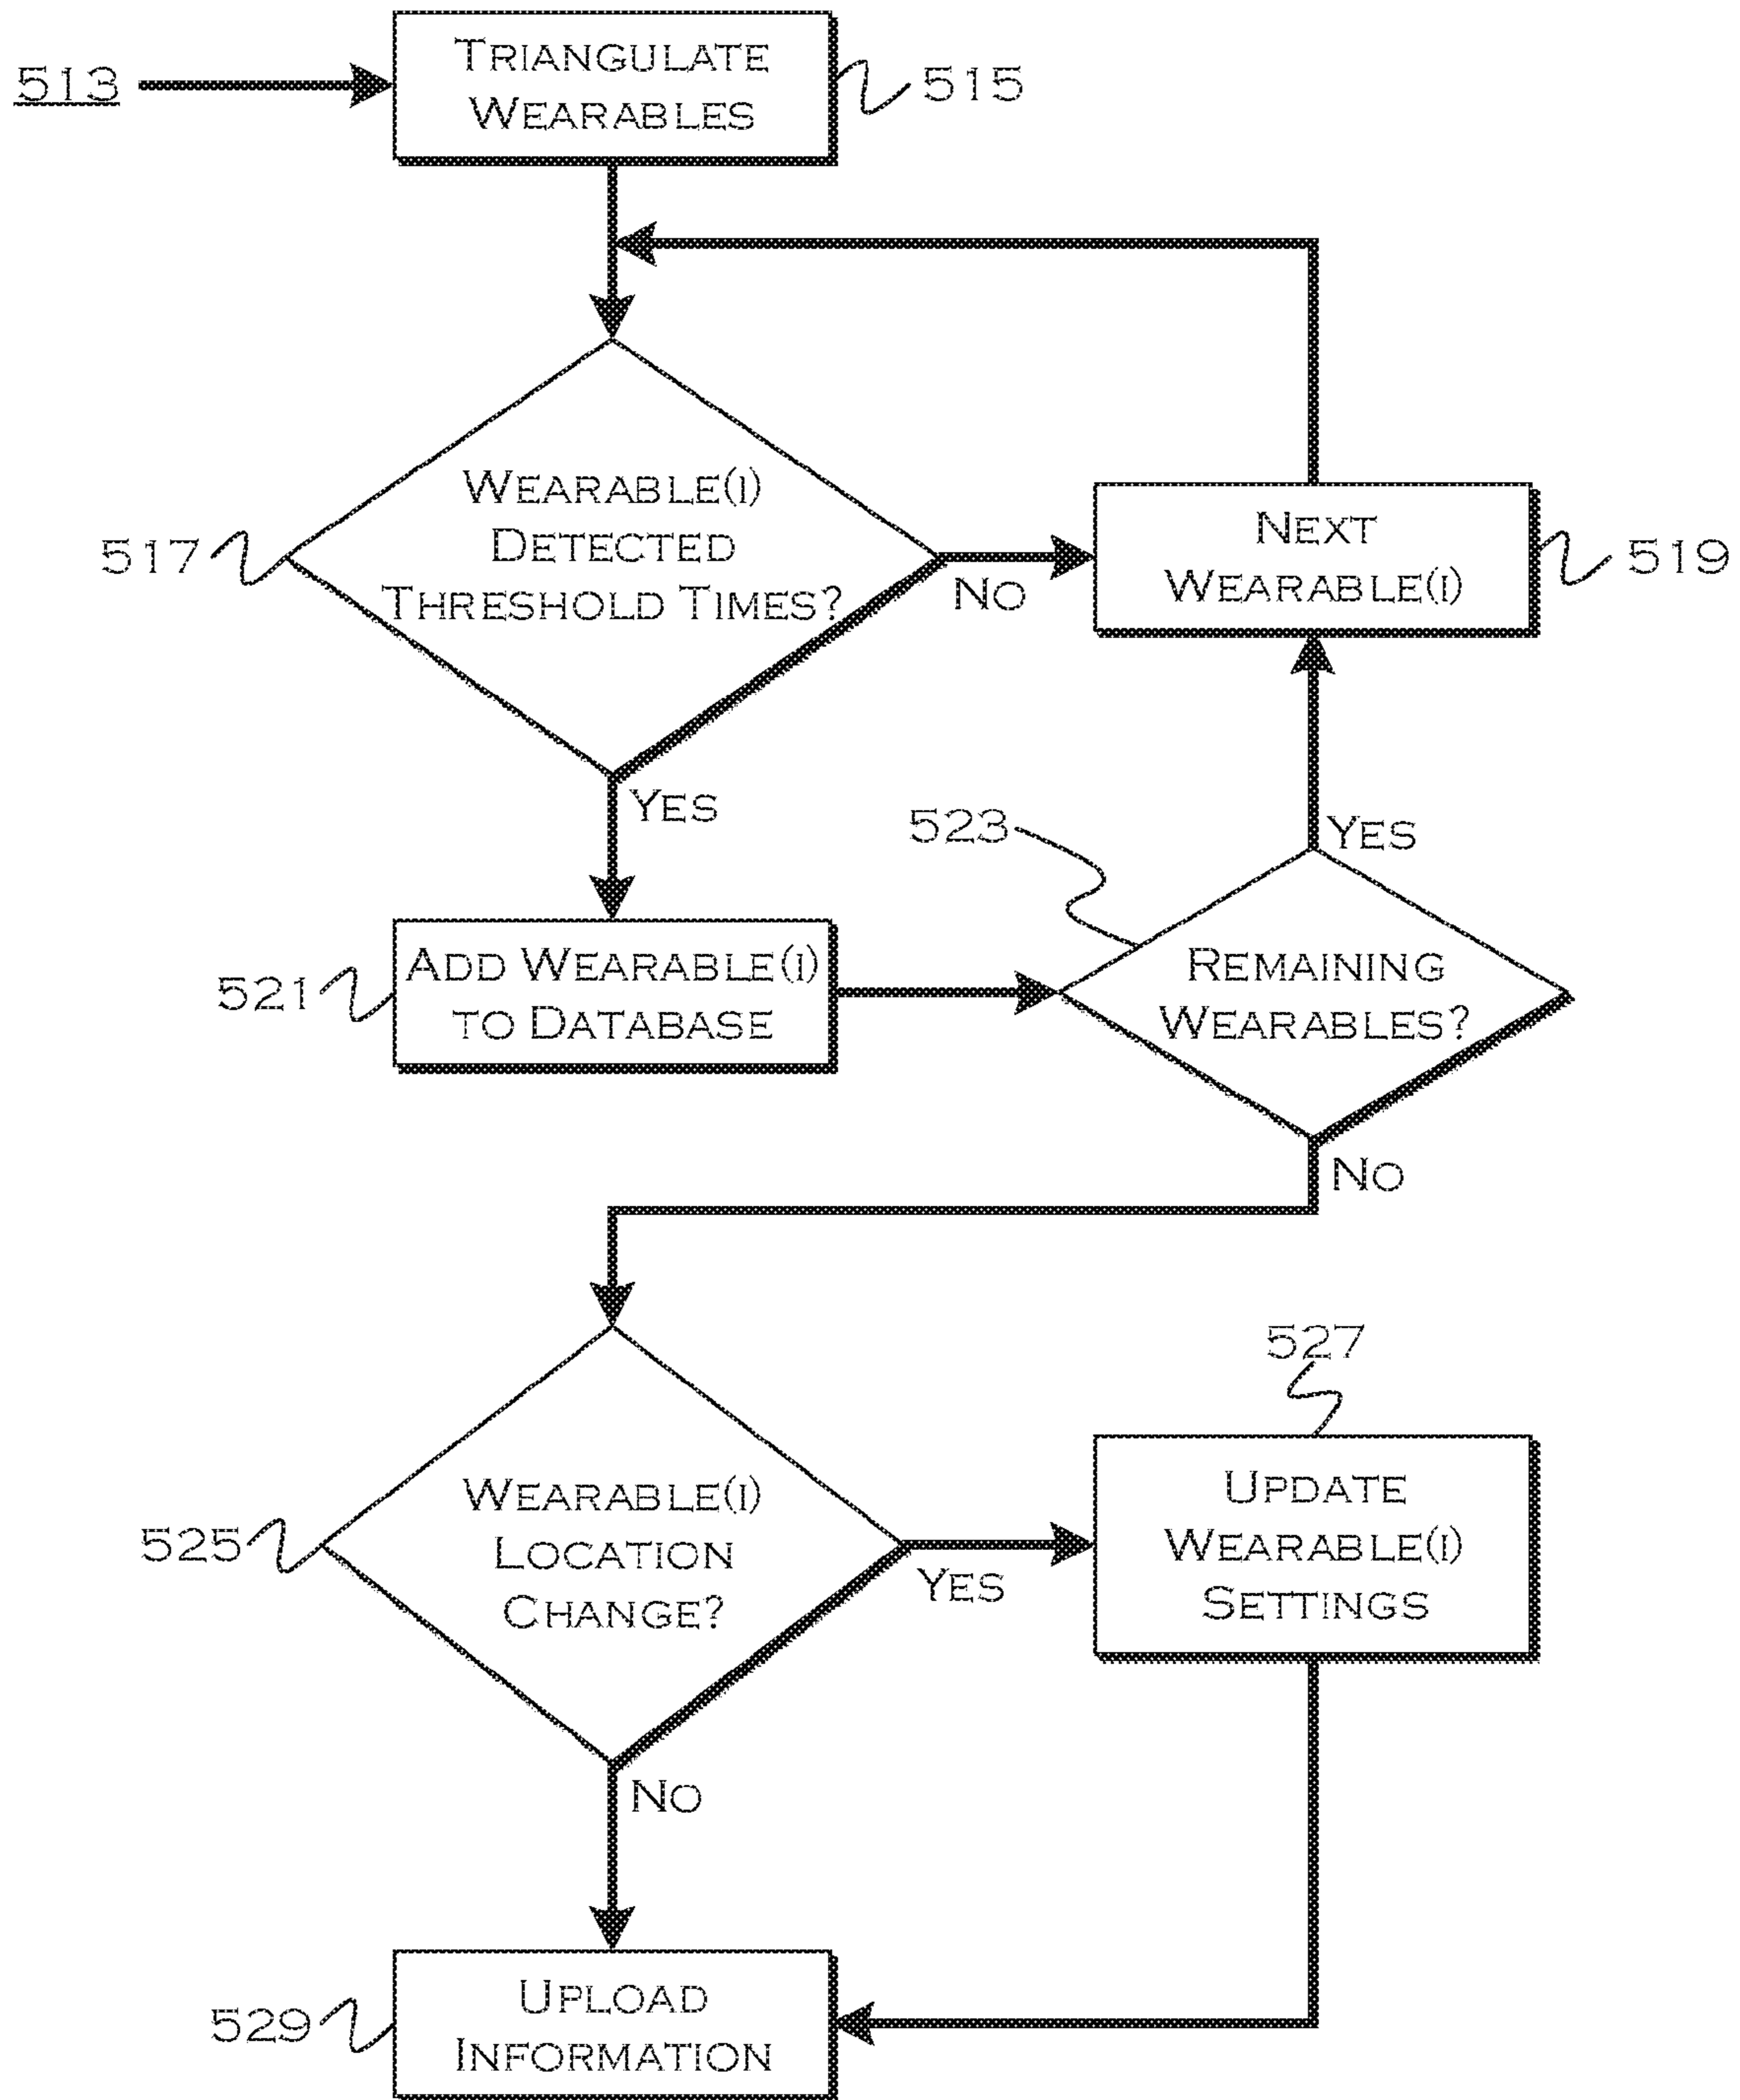 TRIANGULATE
WEARABLES
513
515
WEARABLE(I)
DETECTED
THRESHOLD TIMES?
517
NO
NEXT
WEARABLE(I)
519
YES
523
YES
ADD WEARABLE(I)
TO DATABASE
521
REMAINING
WEARABLES?
NO
527
WEARABLE(I)
LOCATION
CHANGE?
525
YES
UPDATE
WEARABLE(I)
SETTINGS
NO
UPLOAD
INFORMATION
529